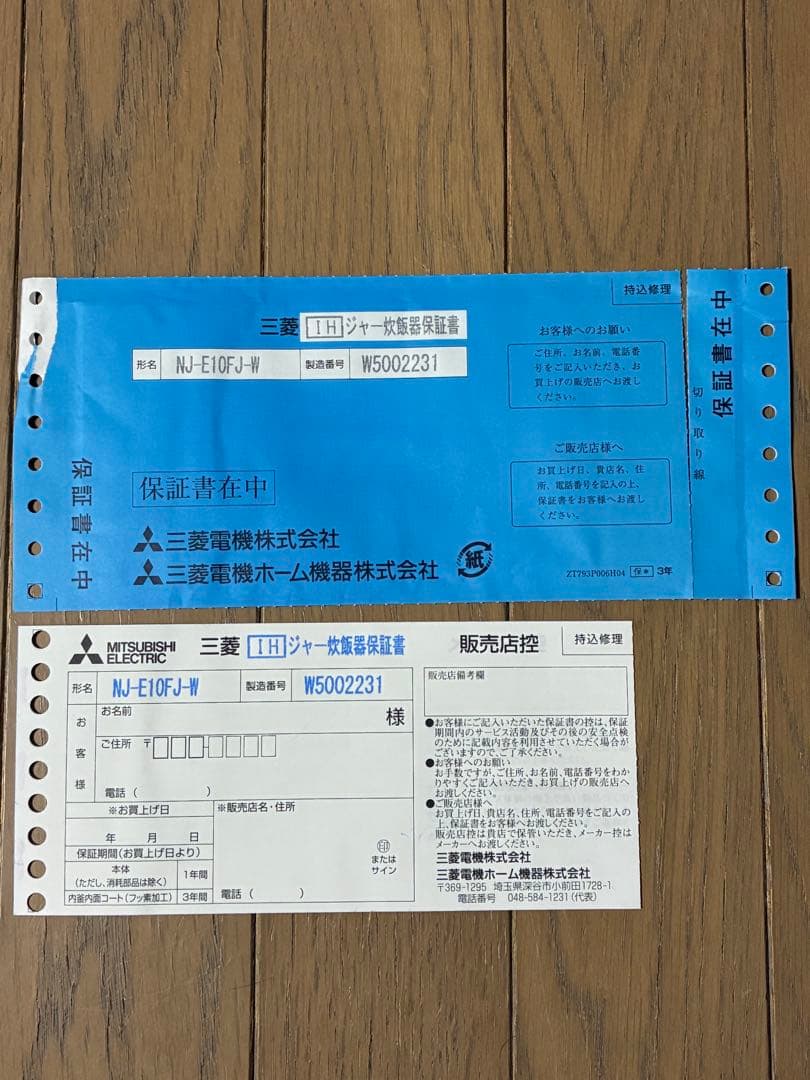 持込修理
三菱 IH ジャー炊飯器保証書
形名 NJ-E10FJ-W 製造番号 W5002231
お客様へのお願い
ご住所、お名前、電話番
号をご記入いただき、お
買上げの販売店へお渡し
ください。
ご販売店様へ
お買上げ日、貴店名、住
所、電話番号を記入の上、
保証書をお客様へお渡し
ください。
保証書在中
保証書在中
三菱電機株式会社
三菱電機ホーム機器株式会社
紙
ZT793P006H04 保※ 3年
切り取り線
保証書在中
MITSUBISHI
ELECTRIC
三菱 IH ジャー炊飯器保証書
販売店控
持込修理
形名 NJ-E10FJ-W 製造番号 W5002231
お客様
お名前
様
ご住所 〒
電話( )
※お買上げ日
年 月 日
保証期間(お買上げ日より)
本体
(ただし、消耗部品は除く)
1年間
内釜内面コート(フッ素加工) 3年間
※販売店名・住所
印
または
サイン
電話( )
販売店備考欄
●お客様にご記入いただいた保証書の控は、保証
期間内のサービス活動及びその後の安全点検
のために記載内容を利用させていただく場合が
ございますので、ご了承ください。
●お客様へのお願い
お手数ですが、ご住所、お名前、電話番号をわか
りやすくご記入いただき、お買上げの販売店へ
お渡しください。
●ご販売店様へ
お買上げ日、貴店名、住所、電話番号をご記入の
上、保証書をお客様へお渡しください。
販売店控は貴店で保管いただき、メーカー控は
メーカーへお渡しください。
三菱電機株式会社
三菱電機ホーム機器株式会社
〒369-1295 埼玉県深谷市小前田1728-1
電話番号 048-584-1231(代表)